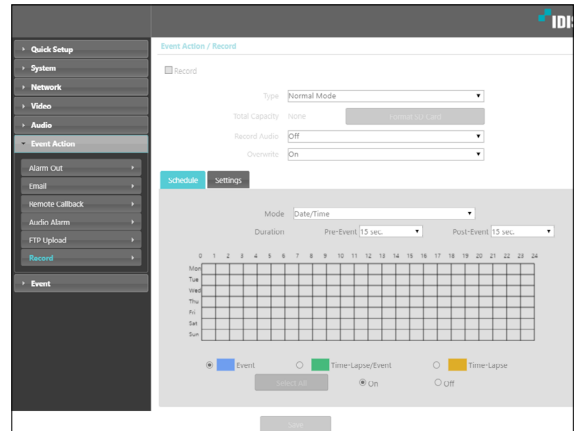 IDIS
Quick Setup
System
Network
Video
Audio
Event Action
Alarm Out
Email
Remote Callback
Audio Alarm
FTP Upload
Record
Event
Event Action / Record
Record
Type Normal Mode
Total Capacity None Format SD Card
Record Audio Off
Overwrite On
Schedule Settings
Mode Date/Time
Duration Pre-Event 15 sec. Post-Event 15 sec.
0 1 2 3 4 5 6 7 8 9 10 11 12 13 14 15 16 17 18 19 20 21 22 23 24
Mon
Tue
Wed
Thu
Fri
Sat
Sun
Event Time-Lapse/Event Time-Lapse
Select All On Off
Save